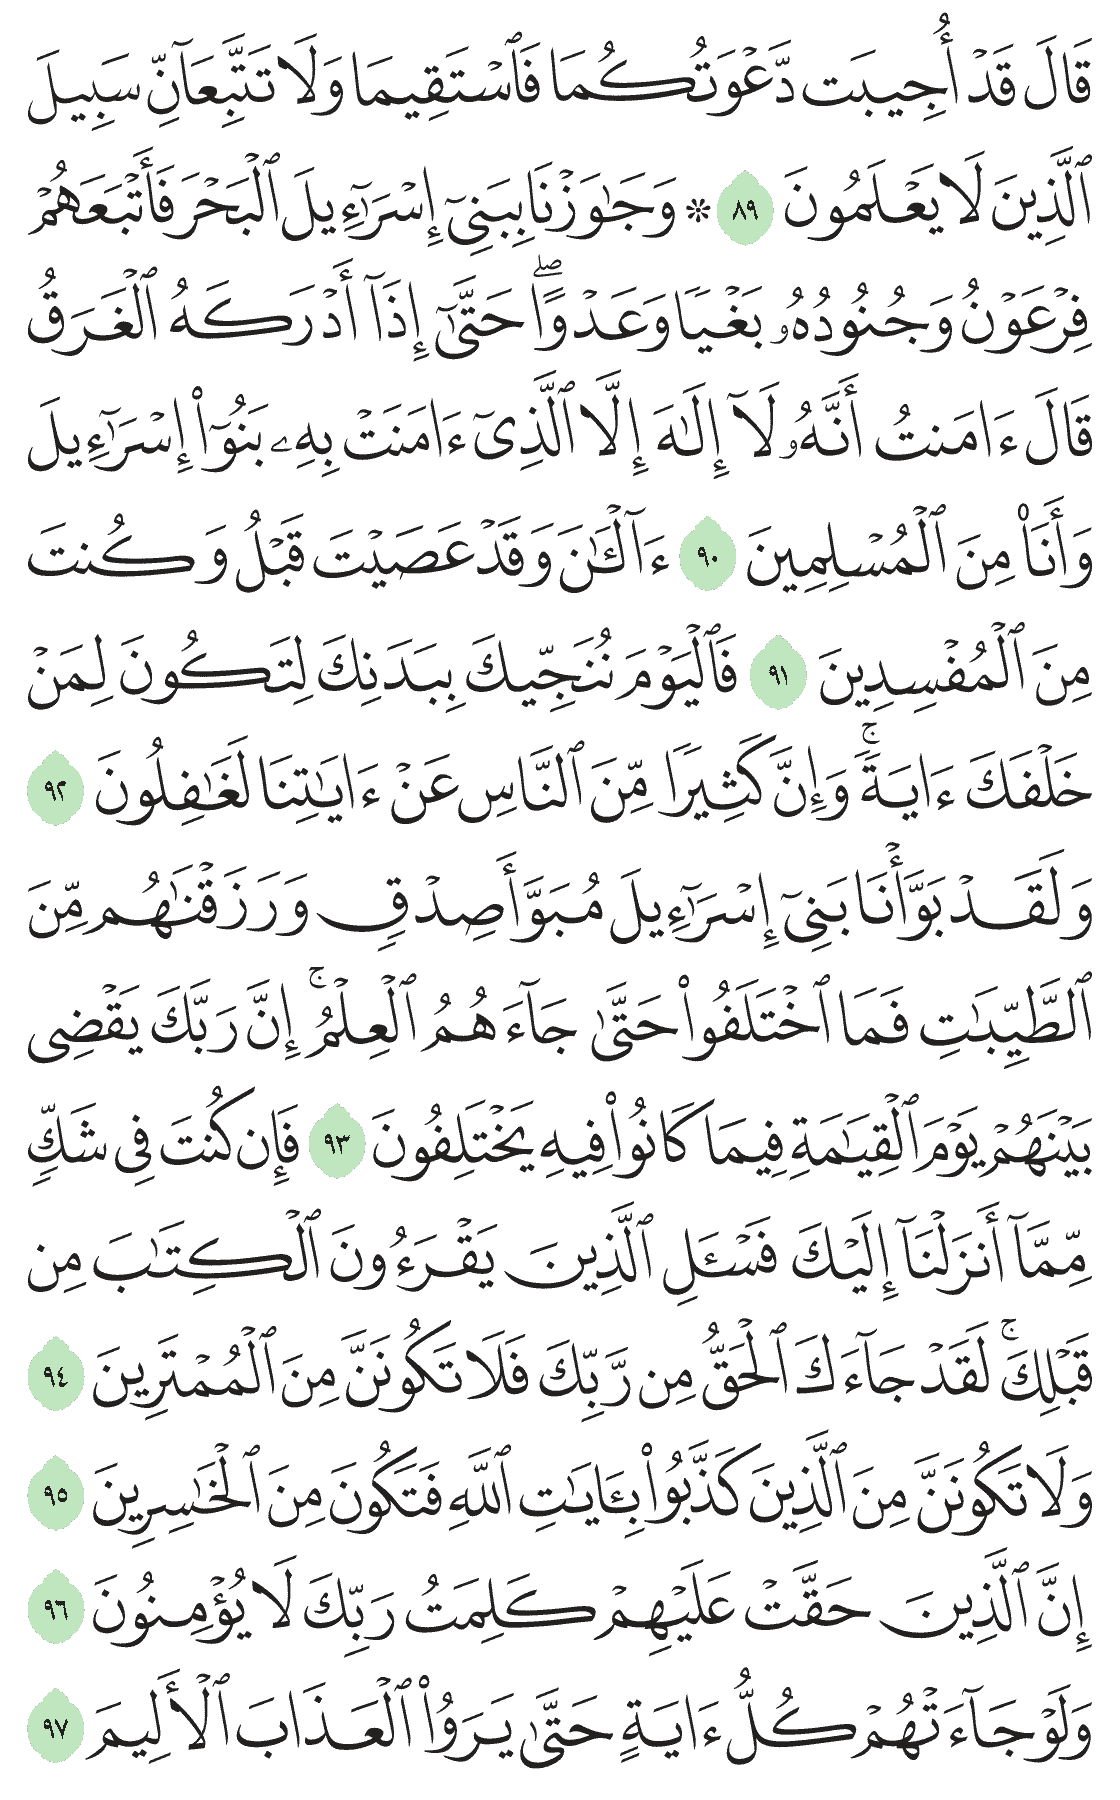 قَالَ قَدْ أُجِيبَت دَّعْوَتُكُمَا فَٱسْتَقِيمَا وَلَا تَتَّبِعَآنِّ سَبِيلَ
ٱلَّذِينَ لَا يَعْلَمُونَ ٨٩ ۞ وَجَٰوَزْنَا بِبَنِىٓ إِسْرَٰٓءِيلَ ٱلْبَحْرَ فَأَتْبَعَهُمْ
فِرْعَوْنُ وَجُنُودُهُۥ بَغْيًا وَعَدْوًا ۖ حَتَّىٰٓ إِذَآ أَدْرَكَهُ ٱلْغَرَقُ
قَالَ ءَامَنتُ أَنَّهُۥ لَآ إِلَٰهَ إِلَّا ٱلَّذِىٓ ءَامَنَتْ بِهِۦ بَنُوٓا۟ إِسْرَٰٓءِيلَ
وَأَنَا۠ مِنَ ٱلْمُسْلِمِينَ ٩٠ ءَآلْـَٰٔنَ وَقَدْ عَصَيْتَ قَبْلُ وَكُنتَ
مِنَ ٱلْمُفْسِدِينَ ٩١ فَٱلْيَوْمَ نُنَجِّيكَ بِبَدَنِكَ لِتَكُونَ لِمَنْ
خَلْفَكَ ءَايَةً ۚ وَإِنَّ كَثِيرًا مِّنَ ٱلنَّاسِ عَنْ ءَايَٰتِنَا لَغَٰفِلُونَ ٩٢
وَلَقَدْ بَوَّأْنَا بَنِىٓ إِسْرَٰٓءِيلَ مُبَوَّأَ صِدْقٍ وَرَزَقْنَٰهُم مِّنَ
ٱلطَّيِّبَٰتِ فَمَا ٱخْتَلَفُوا۟ حَتَّىٰ جَآءَهُمُ ٱلْعِلْمُ ۚ إِنَّ رَبَّكَ يَقْضِى
بَيْنَهُمْ يَوْمَ ٱلْقِيَٰمَةِ فِيمَا كَانُوا۟ فِيهِ يَخْتَلِفُونَ ٩٣ فَإِن كُنتَ فِى شَكٍّ
مِّمَّآ أَنزَلْنَآ إِلَيْكَ فَسْـَٔلِ ٱلَّذِينَ يَقْرَءُونَ ٱلْكِتَٰبَ مِن
قَبْلِكَ ۚ لَقَدْ جَآءَكَ ٱلْحَقُّ مِن رَّبِّكَ فَلَا تَكُونَنَّ مِنَ ٱلْمُمْتَرِينَ ٩٤
وَلَا تَكُونَنَّ مِنَ ٱلَّذِينَ كَذَّبُوا۟ بِـَٔايَٰتِ ٱللَّهِ فَتَكُونَ مِنَ ٱلْخَٰسِرِينَ ٩٥
إِنَّ ٱلَّذِينَ حَقَّتْ عَلَيْهِمْ كَلِمَتُ رَبِّكَ لَا يُؤْمِنُونَ ٩٦
وَلَوْ جَآءَتْهُمْ كُلُّ ءَايَةٍ حَتَّىٰ يَرَوُا۟ ٱلْعَذَابَ ٱلْأَلِيمَ ٩٧